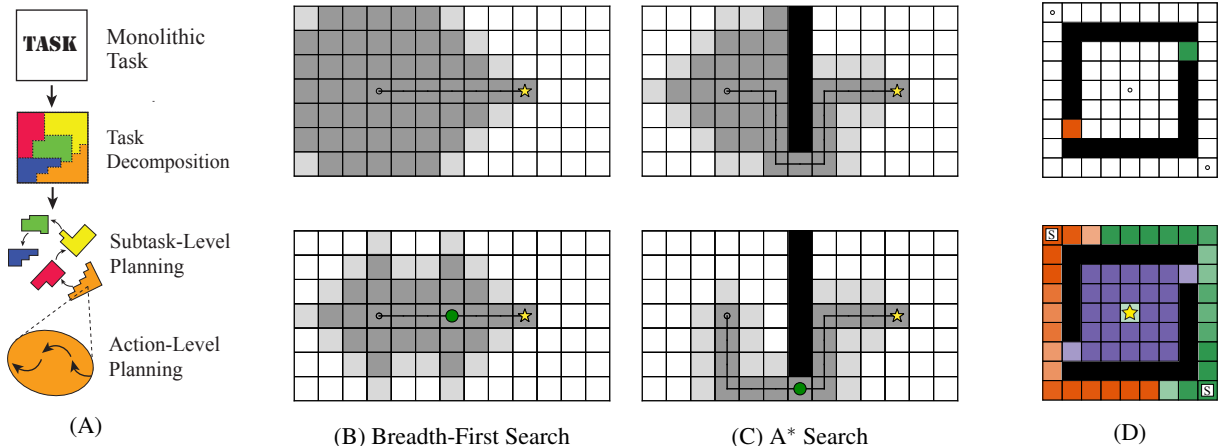 TASK
Monolithic
Task
Task
Decomposition
Subtask-Level
Planning
Action-Level
Planning
(A)
(B) Breadth-First Search
(C) A* Search
S
S
(D)